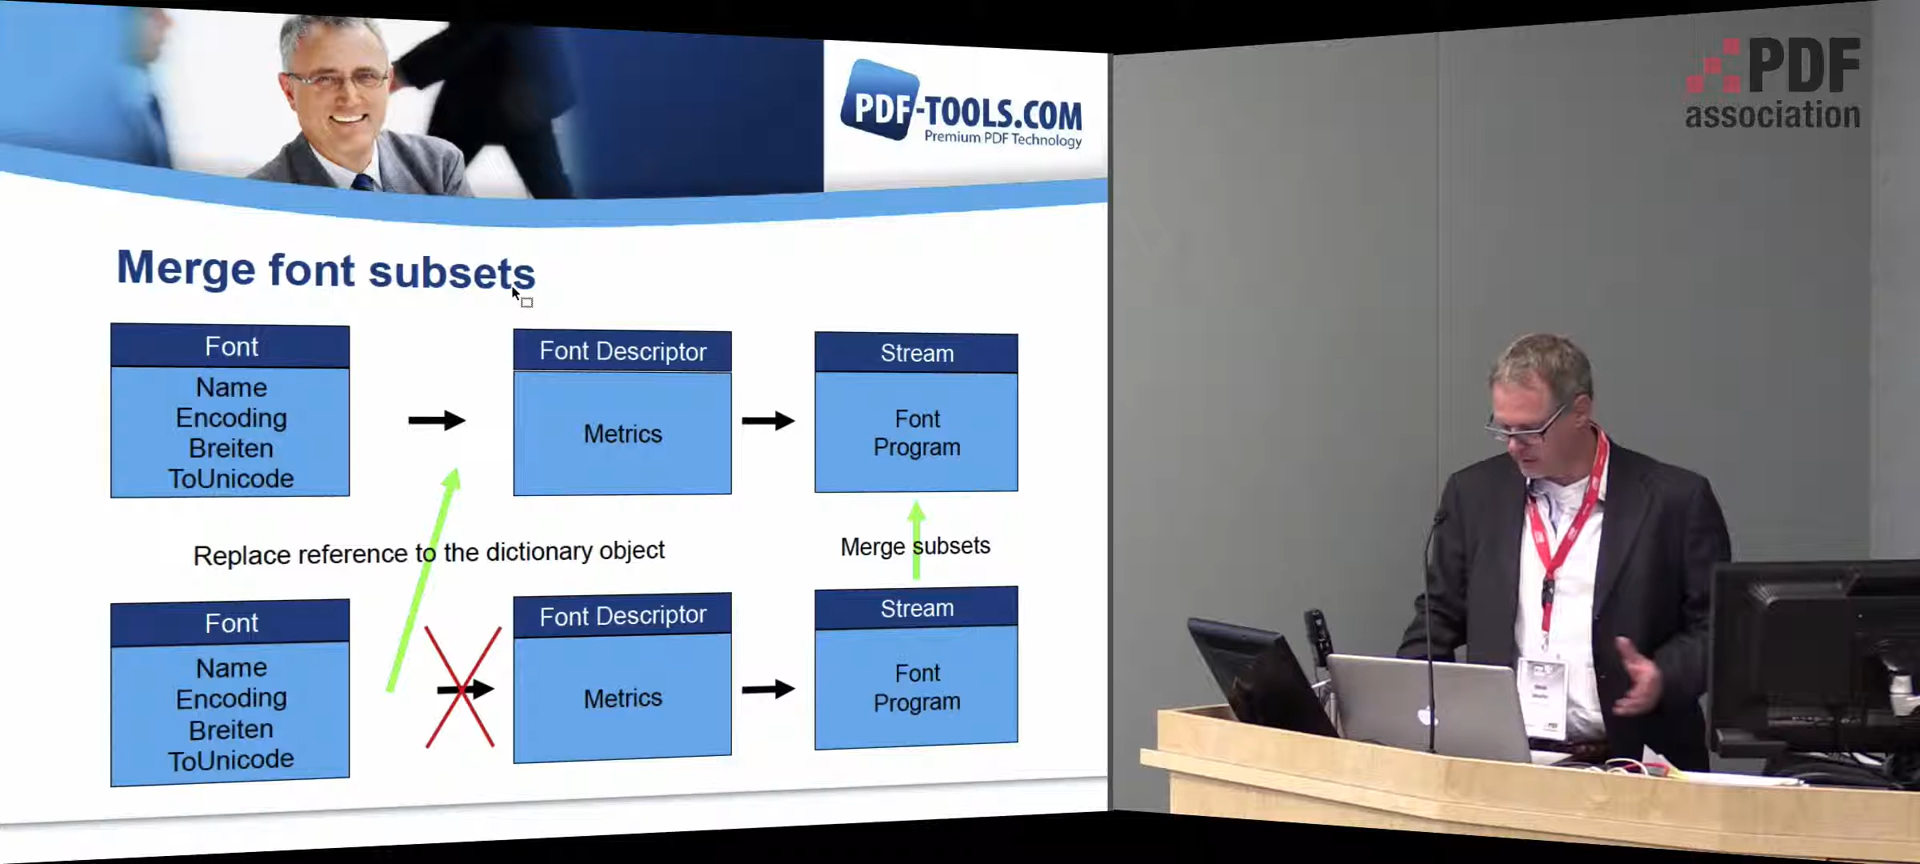 PDF-TOOLS.COM
Premium PDF Technology
PDF
association
Merge font subsets
Font
Name
Encoding
Breiten
ToUnicode
Font Descriptor
Metrics
Stream
Font
Program
Replace reference to the dictionary object
Merge subsets
Font
Name
Encoding
Breiten
ToUnicode
Font Descriptor
Metrics
Stream
Font
Program